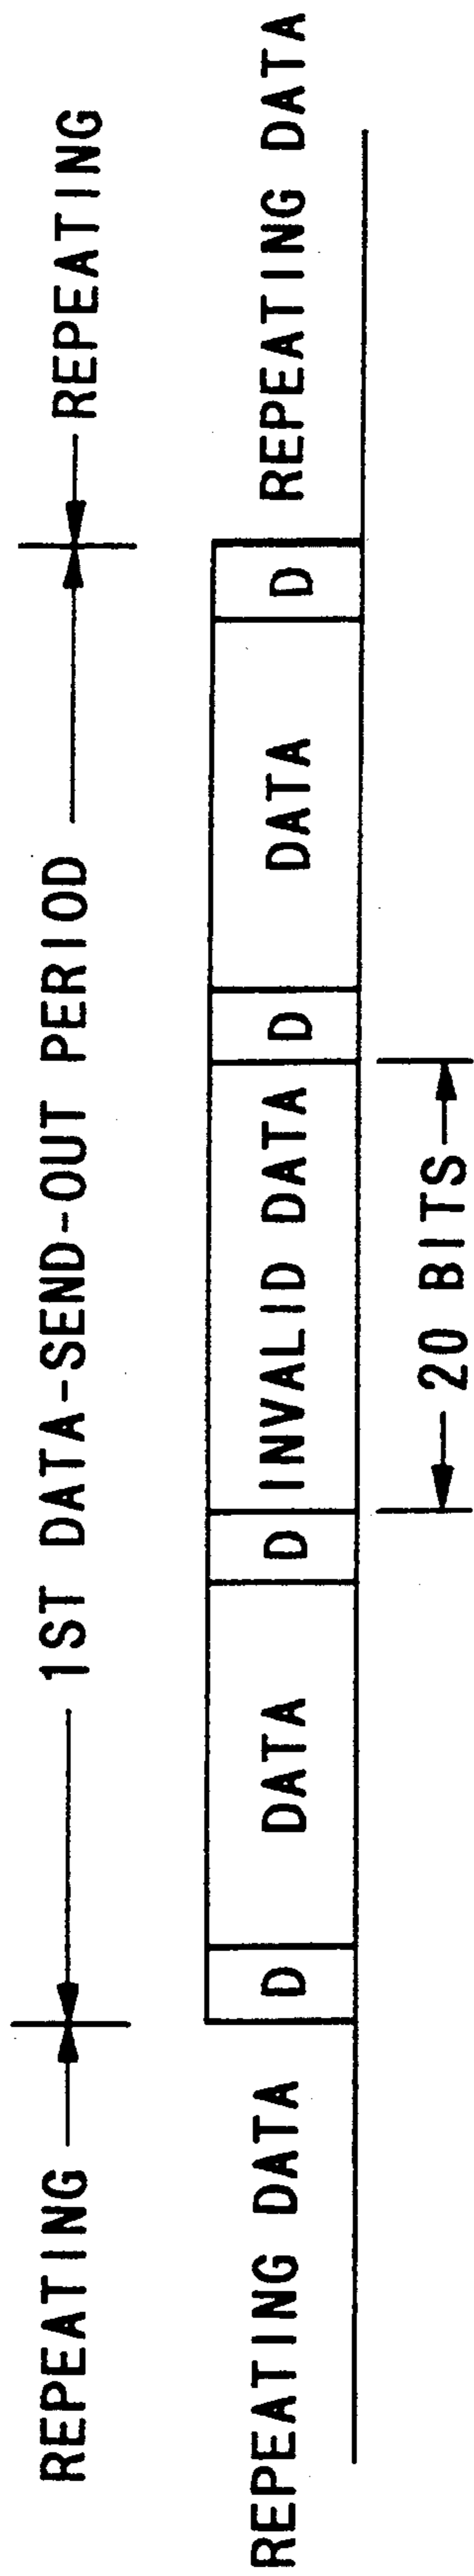 REPEATING 1ST DATA-SEND-OUT PERIOD REPEATING
REPEATING DATA D DATA D INVALID DATA D DATA D REPEATING DATA
20 BITS